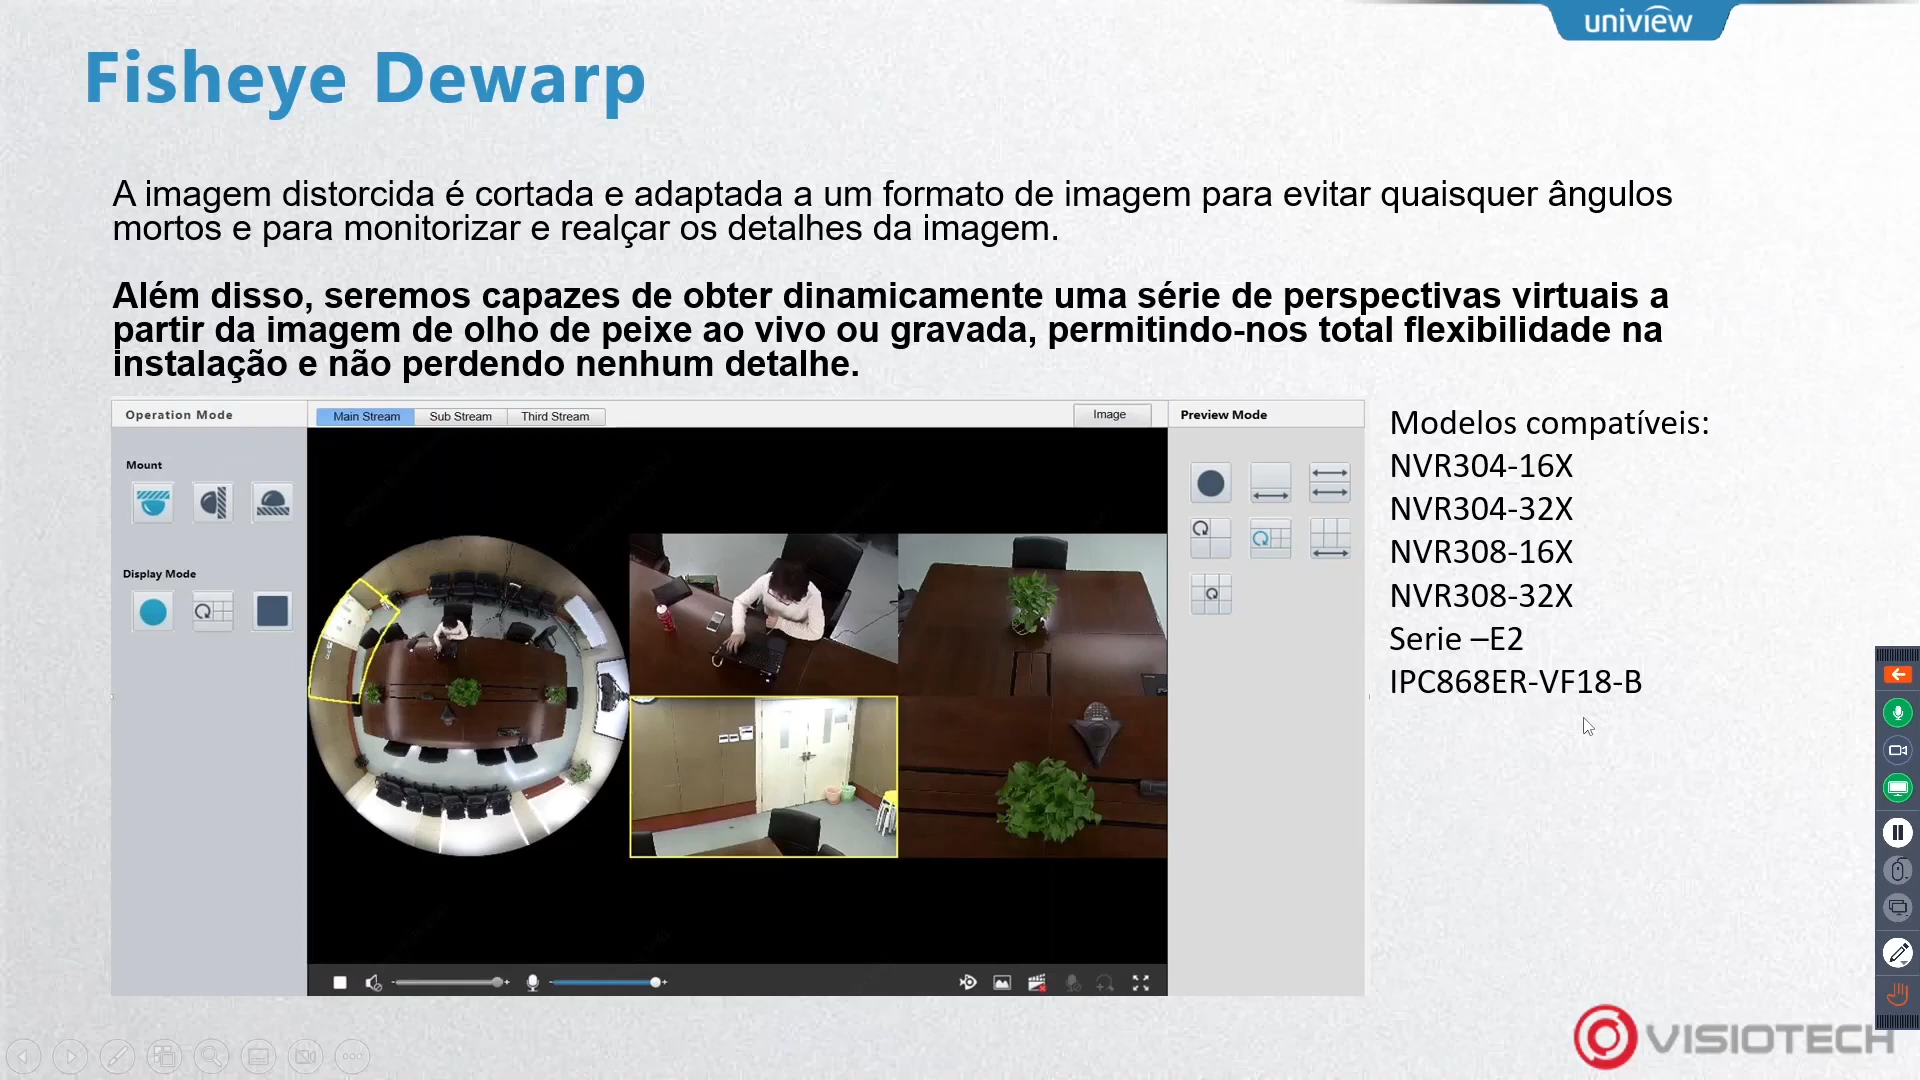 uniview
Fisheye Dewarp
A imagem distorcida é cortada e adaptada a um formato de imagem para evitar quaisquer ângulos
mortos e para monitorizar e realçar os detalhes da imagem.
Além disso, seremos capazes de obter dinamicamente uma série de perspectivas virtuais a
partir da imagem de olho de peixe ao vivo ou gravada, permitindo-nos total flexibilidade na
instalação e não perdendo nenhum detalhe.
Operation Mode
Main Stream
Sub Stream
Third Stream
Image
Preview Mode
Mount
Display Mode
Modelos compatíveis:
NVR304-16X
NVR304-32X
NVR308-16X
NVR308-32X
Serie –E2
IPC868ER-VF18-B
VISIOTECH